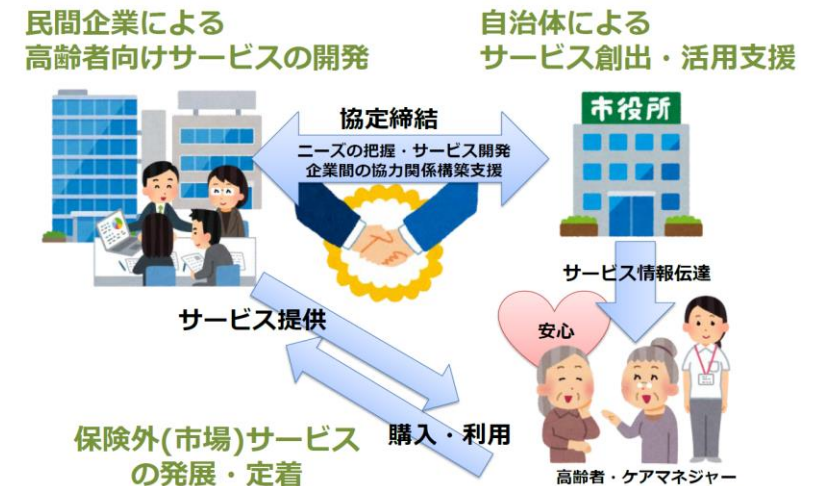 民間企業による
高齢者向けサービスの開発
自治体による
サービス創出・活用支援
協定締結
ニーズの把握・サービス開発
企業間の協力関係構築支援
市役所
サービス情報伝達
サービス提供
安心
購入・利用
保険外(市場)サービス
の発展・定着
高齢者・ケアマネジャー